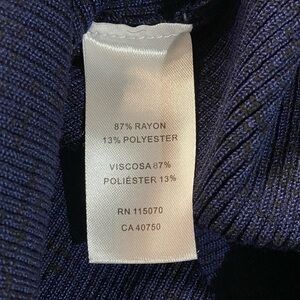 87% RAYON
13% POLYESTER
VISCOSA 87%
POLIÉSTER 13%
RN 115070
CA 40750